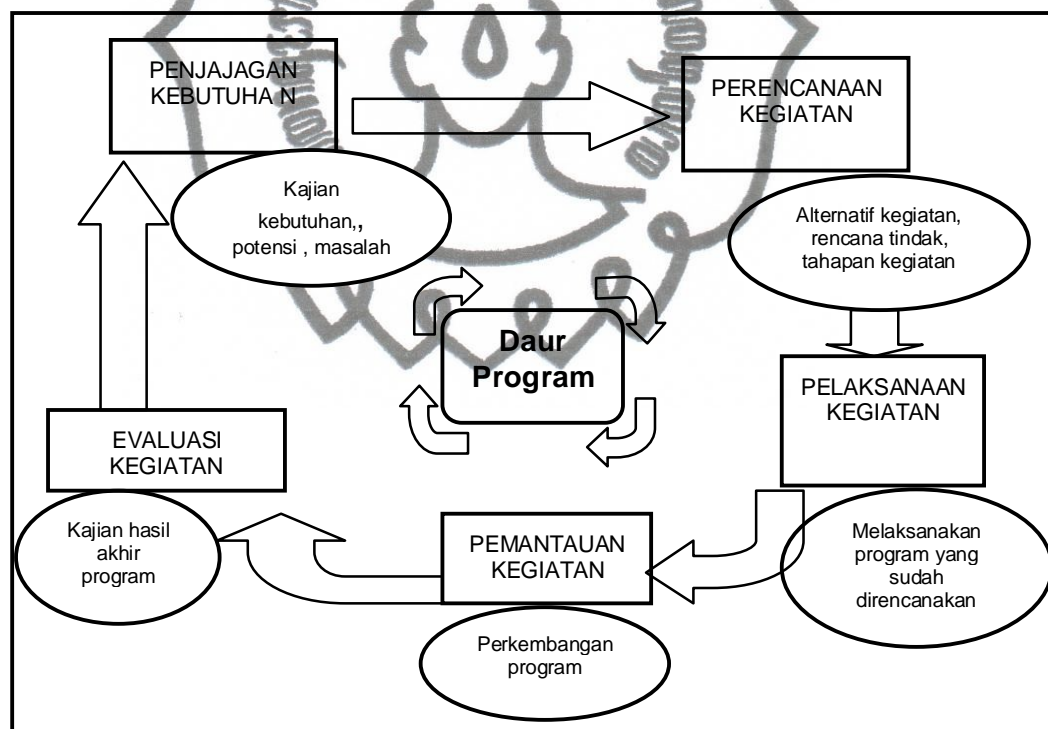 PENJAJAGAN
KEBUTUHA N
Kajian
kebutuhan,,
potensi , masalah
PERENCANAAN
KEGIATAN
Alternatif kegiatan,
rencana tindak,
tahapan kegiatan
Daur
Program
PELAKSANAAN
KEGIATAN
Melaksanakan
program yang
sudah
direncanakan
PEMANTAUAN
KEGIATAN
Perkembangan
program
EVALUASI
KEGIATAN
Kajian hasil
akhir
program